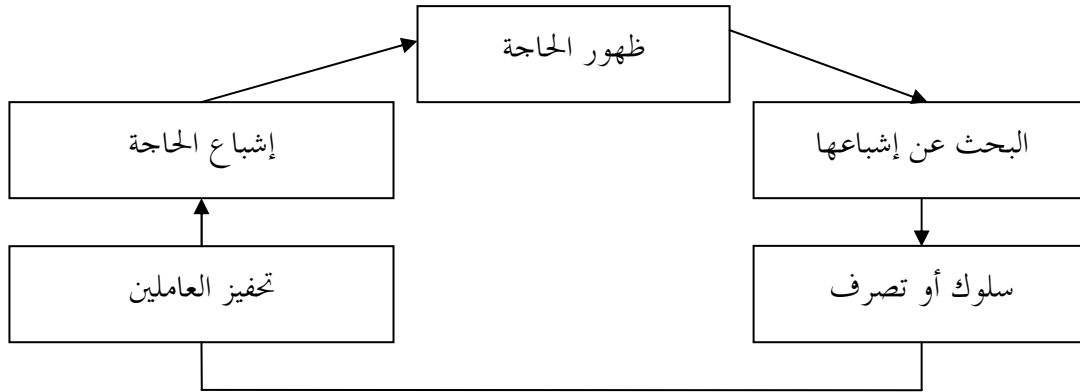 ظهور الحاجة
البحث عن إشباعها
إشباع الحاجة
سلوك أو تصرف
تحفيز العاملين